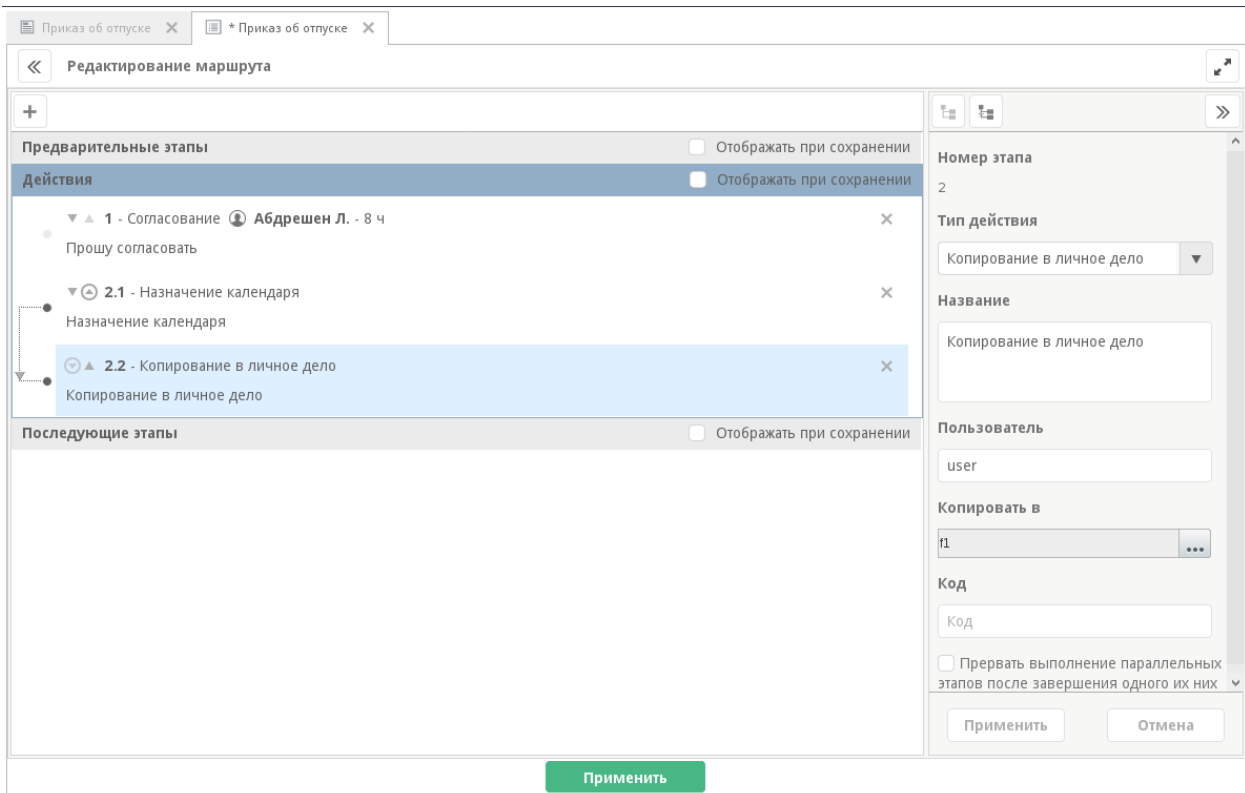 Приказ об отпуске
* Приказ об отпуске
Редактирование маршрута
Предварительные этапы
Отображать при сохранении
Действия
Отображать при сохранении
1 - Согласование Абдрешен Л. - 8 ч
Прошу согласовать
2.1 - Назначение календаря
Назначение календаря
2.2 - Копирование в личное дело
Копирование в личное дело
Последующие этапы
Отображать при сохранении
Номер этапа
2
Тип действия
Копирование в личное дело
Название
Копирование в личное дело
Пользователь
user
Копировать в
f1
...
Код
Код
Прервать выполнение параллельных
этапов после завершения одного их них
Применить
Отмена
Применить